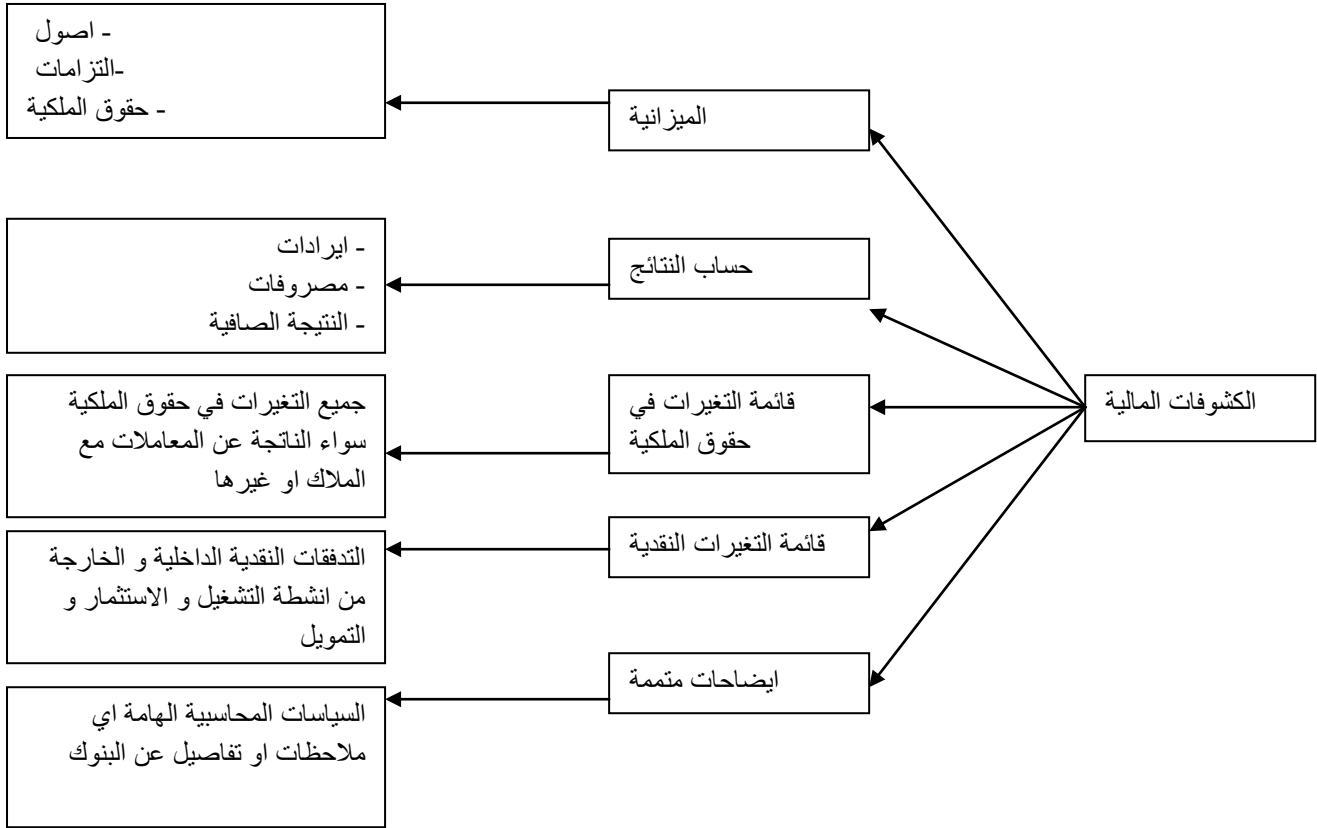 الكشوفات المالية
الميزانية
- اصول
-التزامات
- حقوق الملكية
حساب النتائج
- ايرادات
- مصروفات
- النتيجة الصافية
قائمة التغيرات في
حقوق الملكية
جميع التغيرات في حقوق الملكية
سواء الناتجة عن المعاملات مع
الملاك او غيرها
قائمة التغيرات النقدية
التدفقات النقدية الداخلية و الخارجة
من انشطة التشغيل و الاستثمار و
التمويل
ايضاحات متممة
السياسات المحاسبية الهامة اي
ملاحظات او تفاصيل عن البنوك